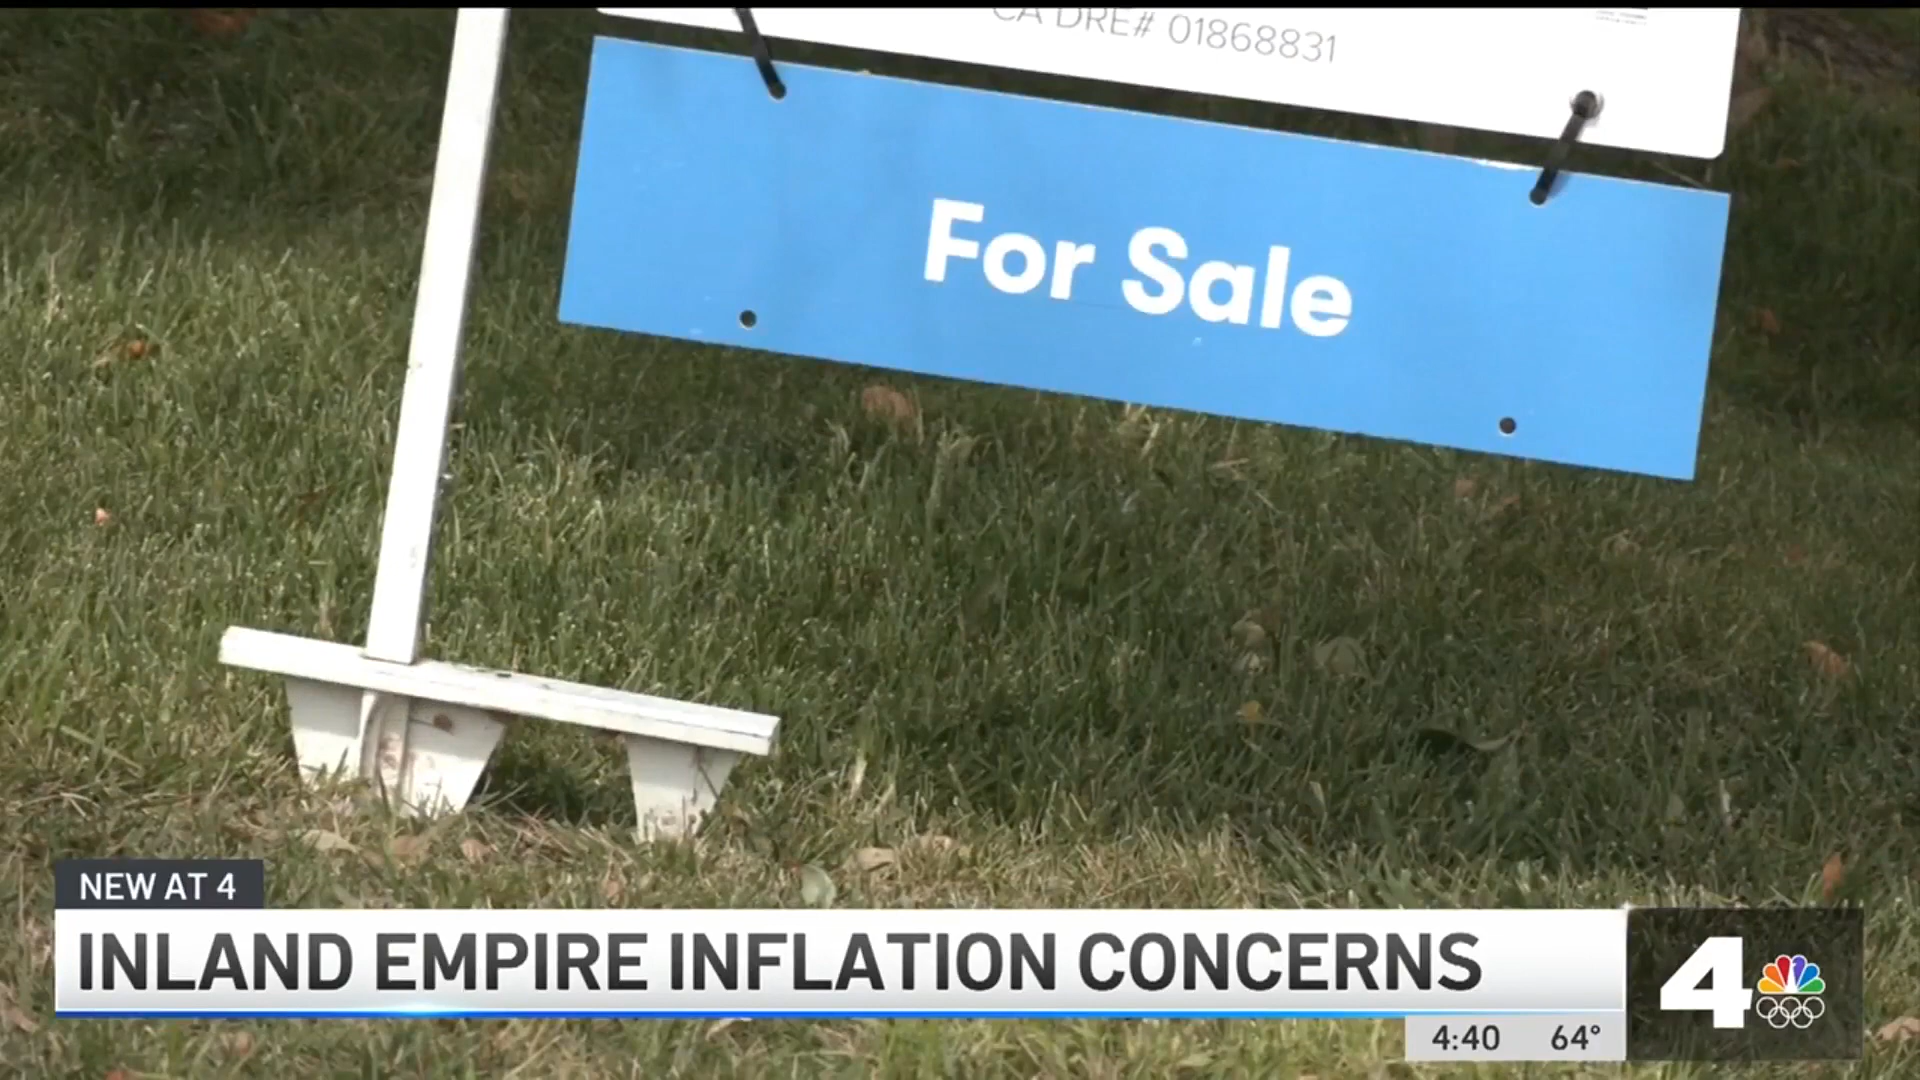 CA DRE# 01868831
For Sale
NEW AT 4
INLAND EMPIRE INFLATION CONCERNS
4
4:40 64°